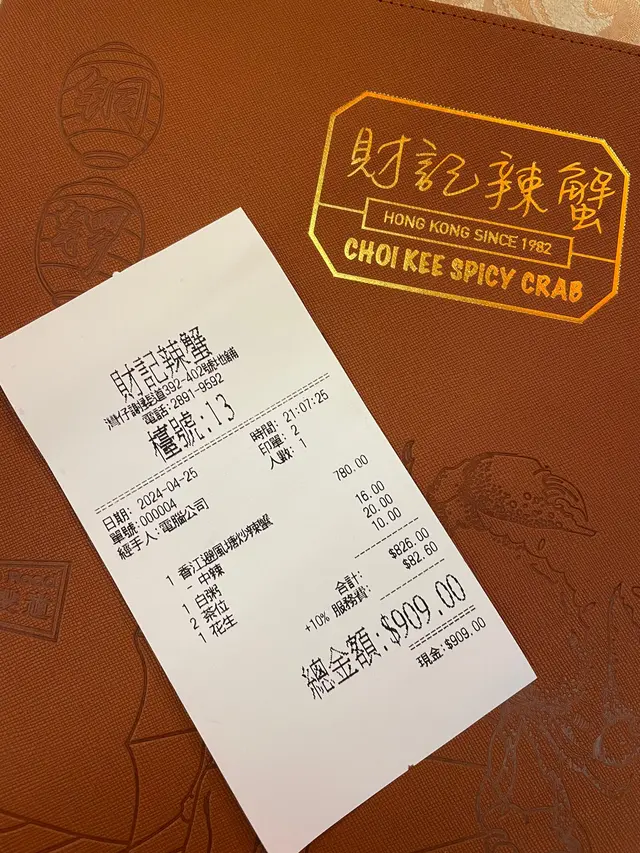 財記辣蟹
HONG KONG SINCE 1982
CHOI KEE SPICY CRAB
財記辣蟹
灣仔謝斐道392-402號地舖
電話:2891-9592
檯號:13
日期: 2024-04-25 時間: 21:07:25
單號:000004 印單: 2
經手人:電腦公司 人數: 1
1 香江避風塘炒辣蟹 780.00
- 中辣
1 白粥 16.00
2 茶位 20.00
1 花生 10.00
合計: $826.00
+10% 服務費: $82.60
總金額:$909.00
現金:$909.00